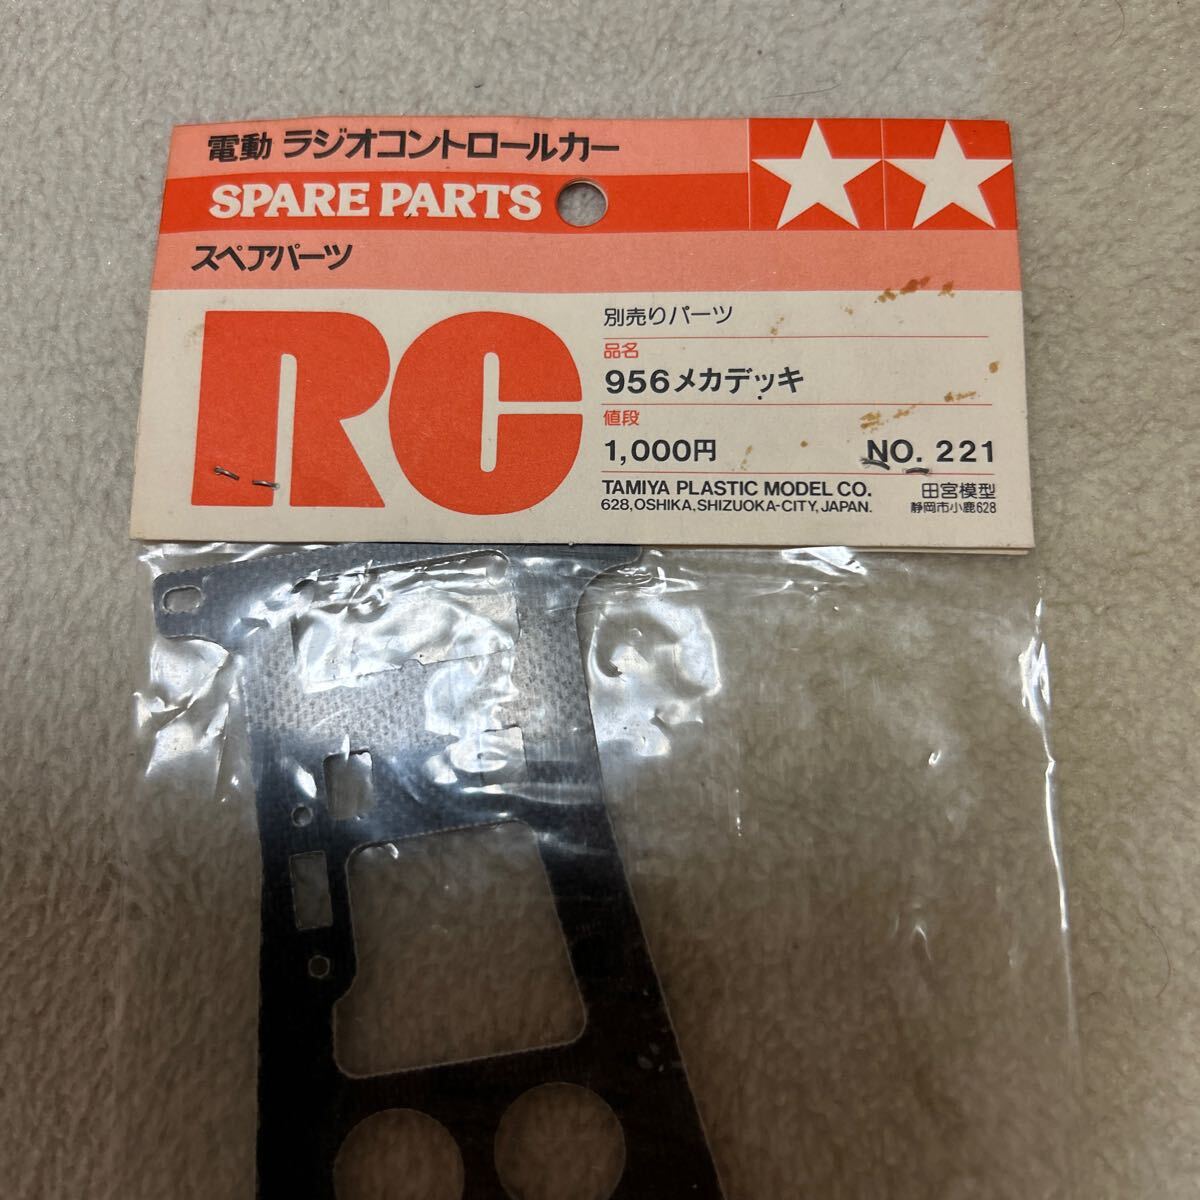 電動 ラジオコントロールカー
SPARE PARTS
スペアパーツ
RC
別売りパーツ
品名
956メカデッキ
値段
1,000円 NO. 221
TAMIYA PLASTIC MODEL CO. 田宮模型
628, OSHIKA, SHIZUOKA-CITY, JAPAN. 静岡市小鹿628